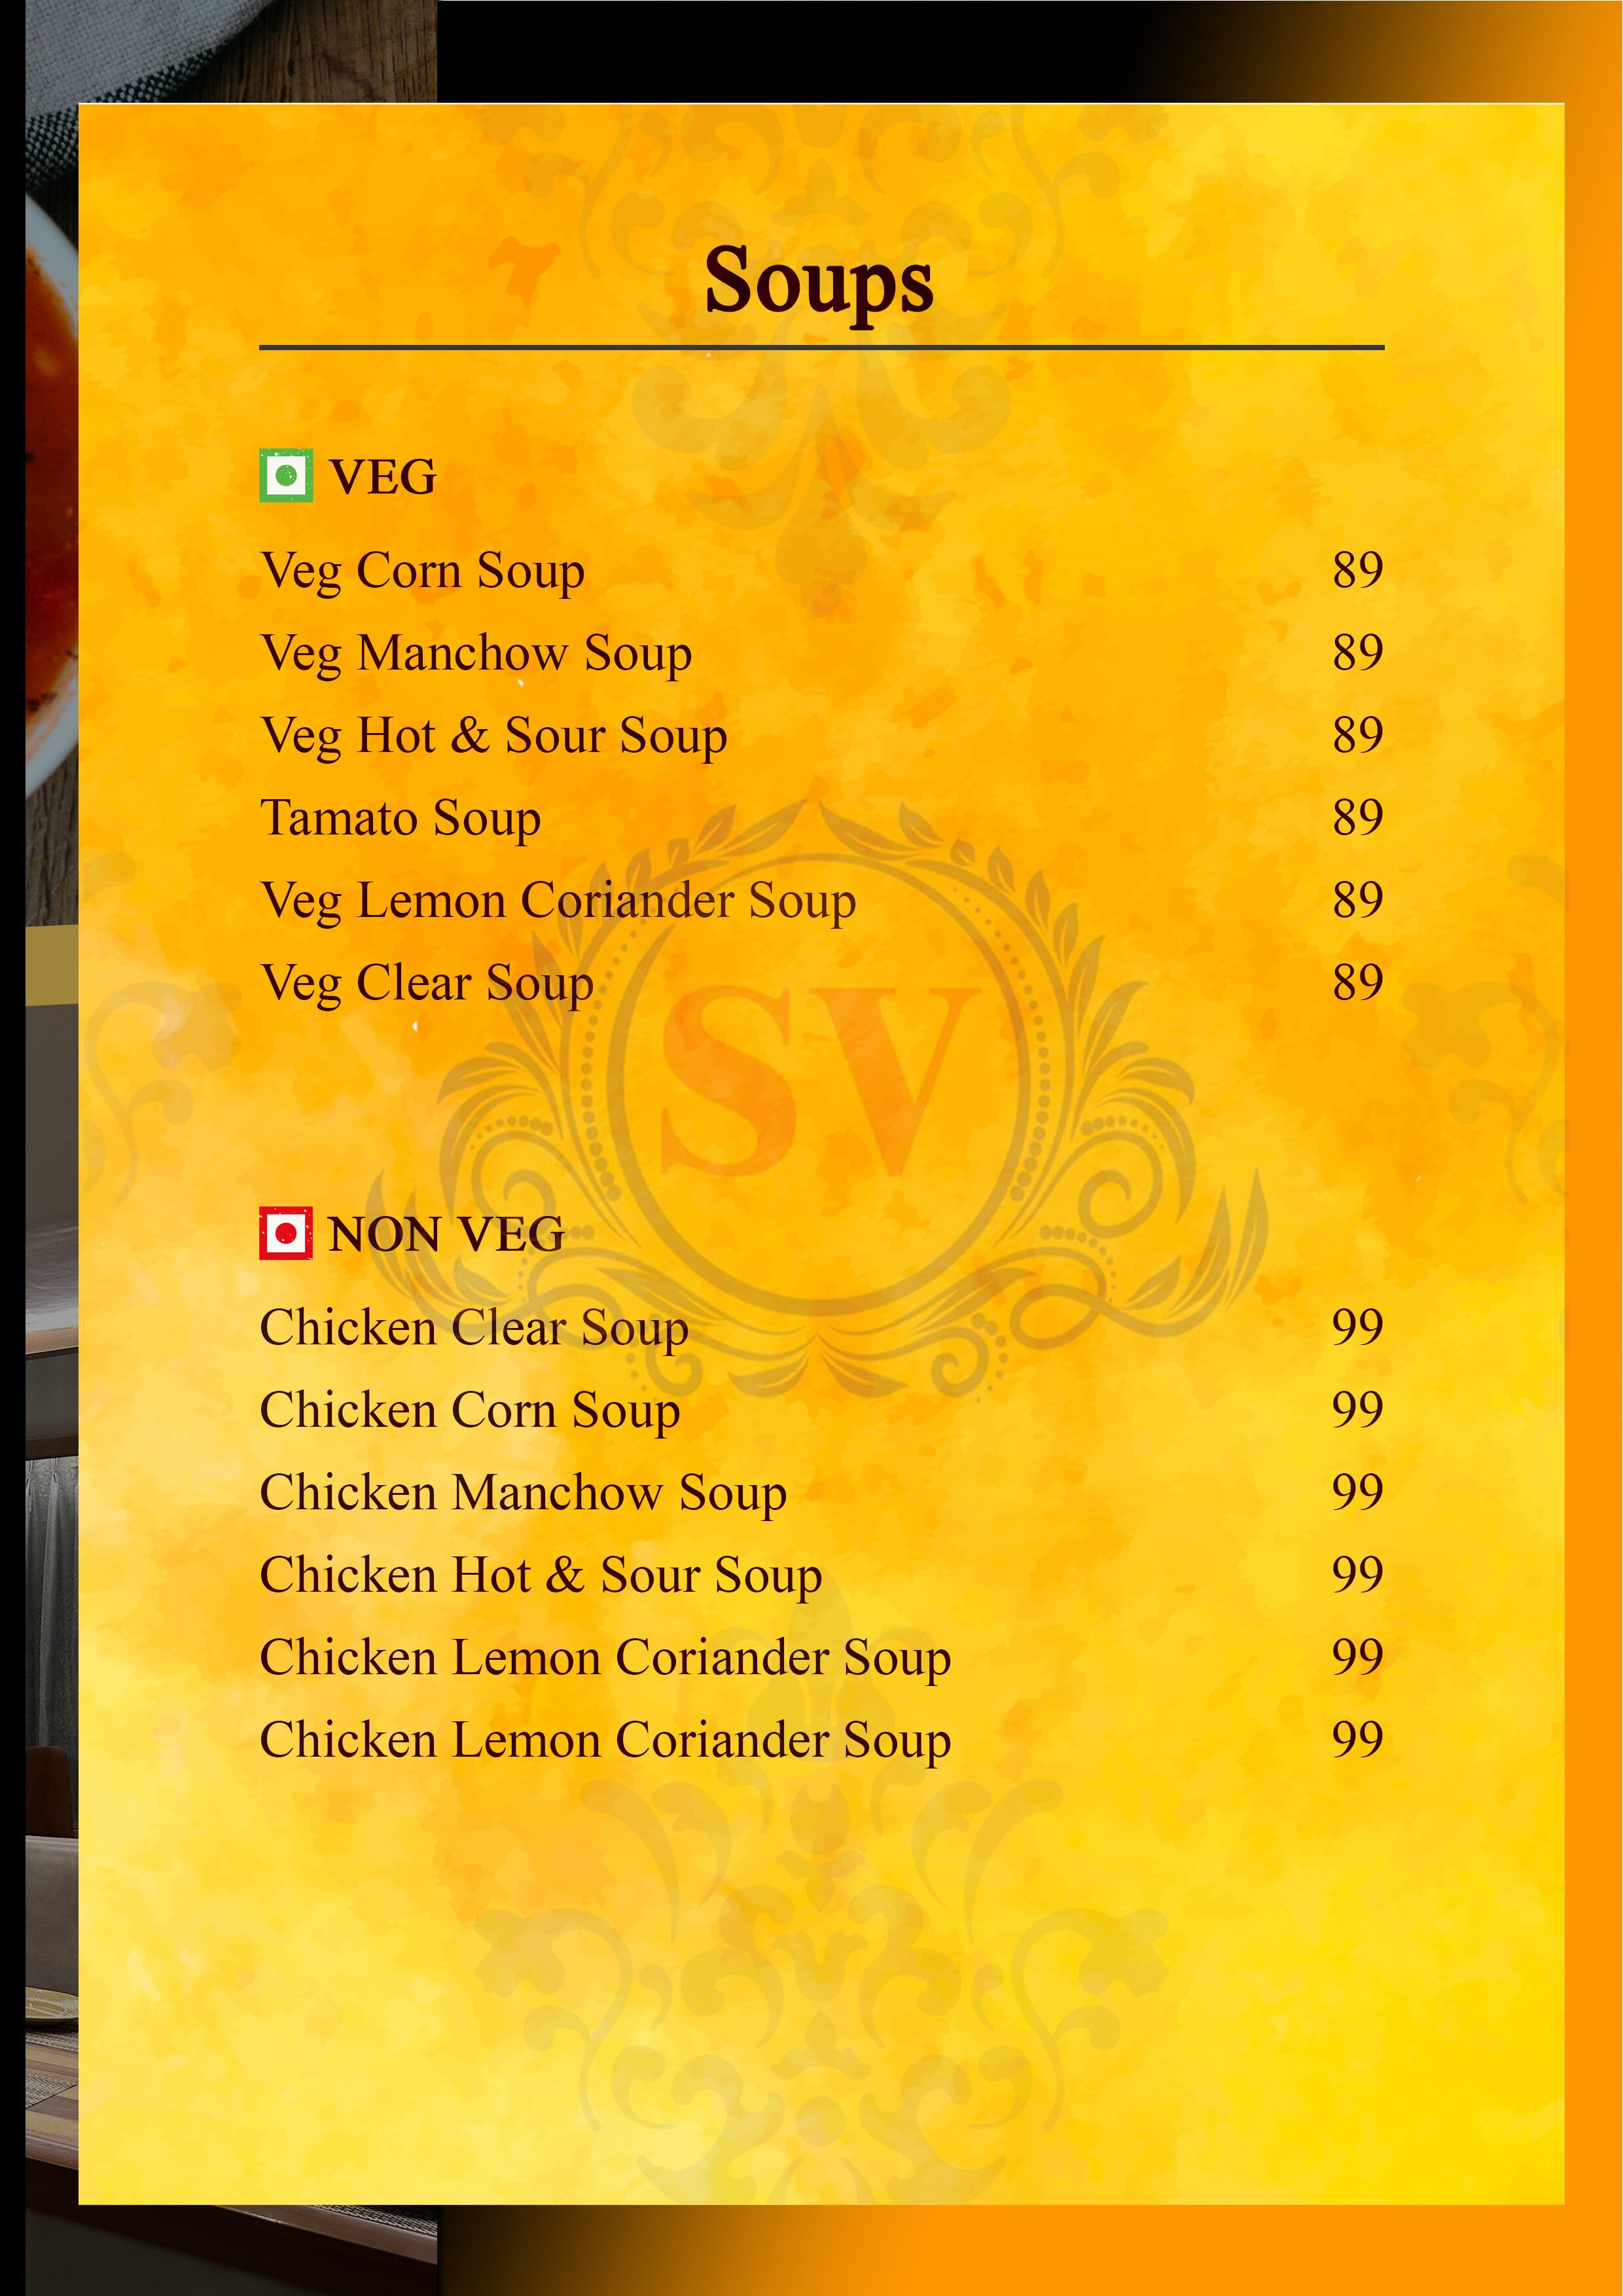 Soups
VEG
Veg Corn Soup 89
Veg Manchow Soup 89
Veg Hot & Sour Soup 89
Tamato Soup 89
Veg Lemon Coriander Soup 89
Veg Clear Soup 89
SV
NON VEG
Chicken Clear Soup 99
Chicken Corn Soup 99
Chicken Manchow Soup 99
Chicken Hot & Sour Soup 99
Chicken Lemon Coriander Soup 99
Chicken Lemon Coriander Soup 99